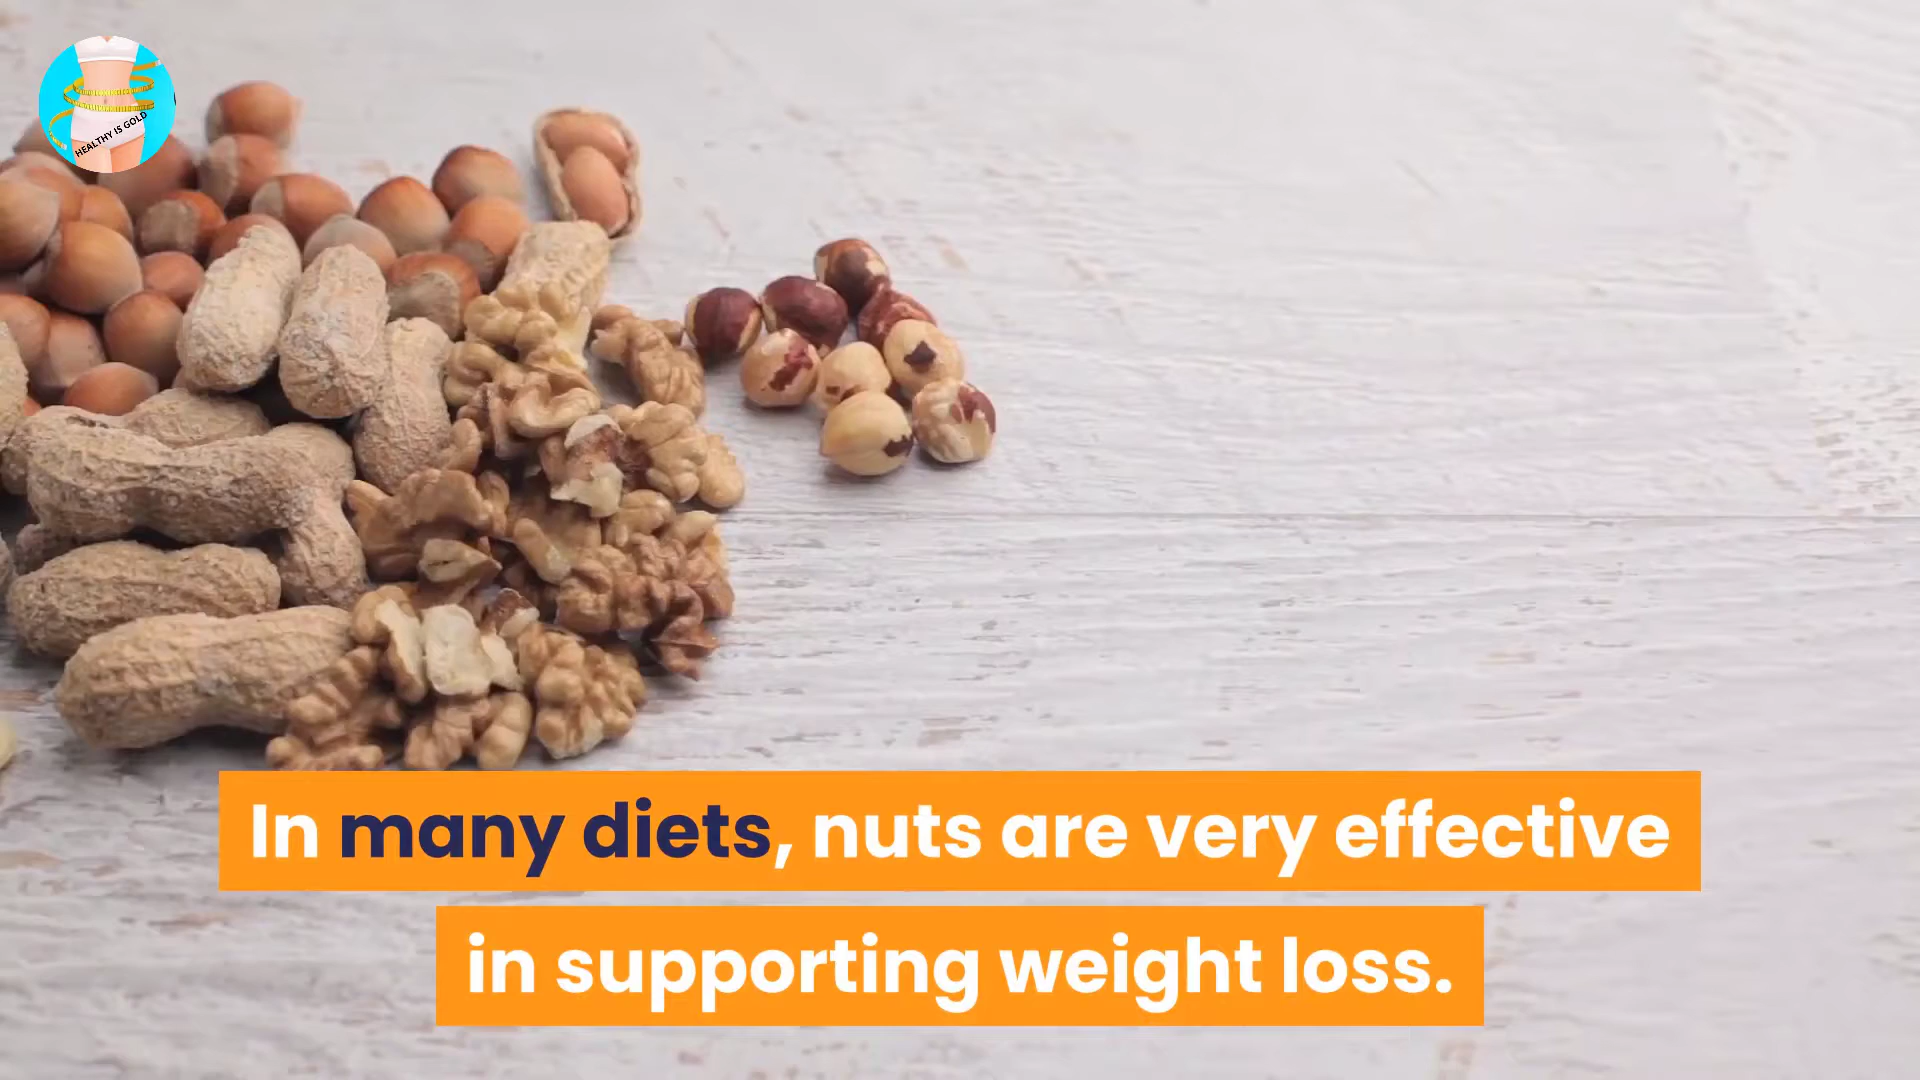 HEALTHY IS GOLD
In many diets, nuts are very effective
in supporting weight loss.